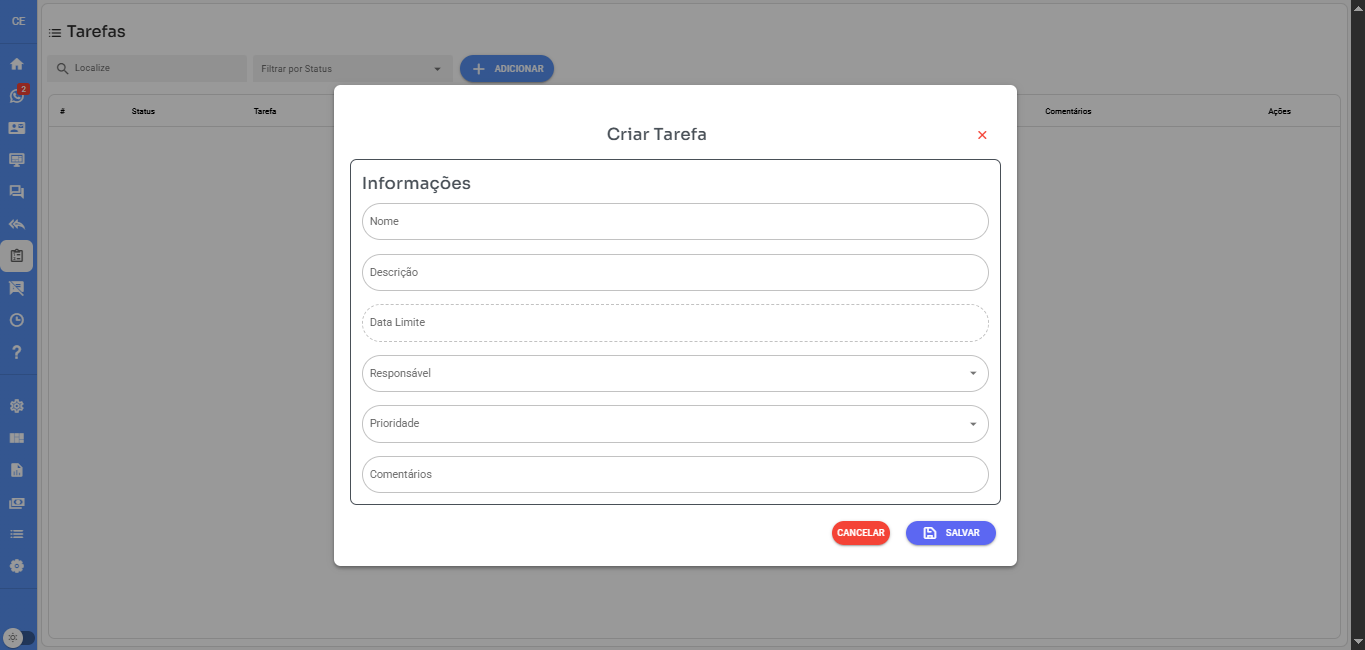 CE
Tarefas
Localize
Filtrar por Status
ADICIONAR
2
# Status Tarefa Comentários Ações
Criar Tarefa
Informações
Nome
Descrição
Data Limite
Responsável
Prioridade
Comentários
CANCELAR
SALVAR